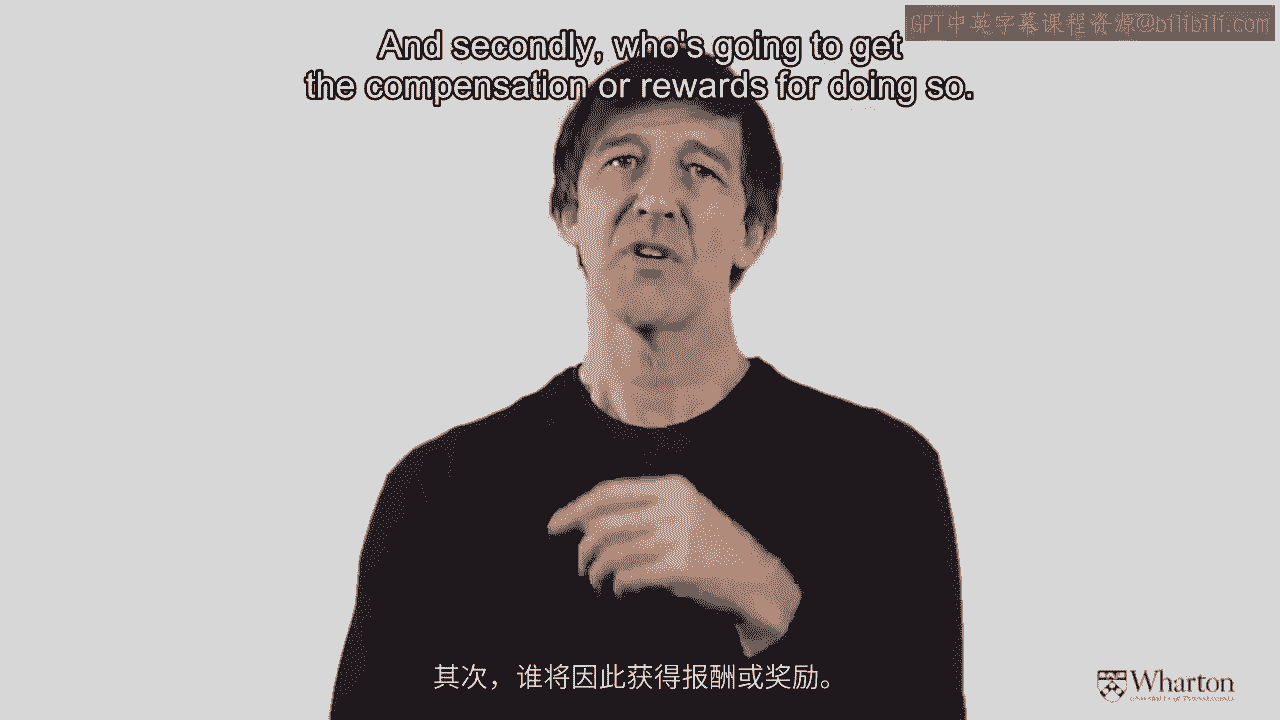 GPT中英字幕课程资源@bilibili.com
And secondly, who's going to get
the compensation or rewards for doing so.
其次，谁将因此获得报酬或奖励。
Wharton